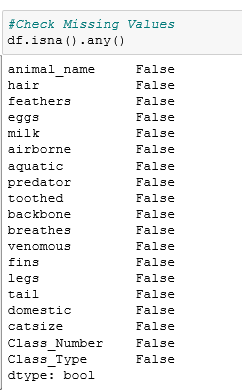 #Check Missing Values
df.isna().any()
animal_name False
hair False
feathers False
eggs False
milk False
airborne False
aquatic False
predator False
toothed False
backbone False
breathes False
venomous False
fins False
legs False
tail False
domestic False
catsize False
Class_Number False
Class_Type False
dtype: bool